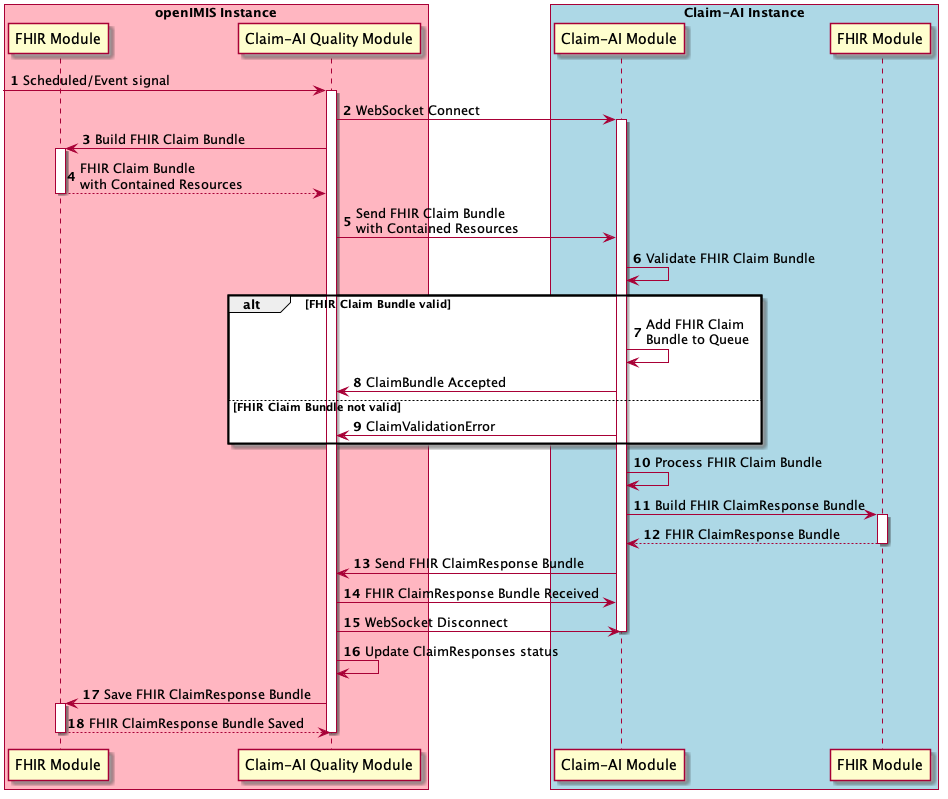 openIMIS Instance
Claim-AI Instance
FHIR Module
Claim-AI Quality Module
Claim-AI Module
FHIR Module
1 Scheduled/Event signal
2 WebSocket Connect
3 Build FHIR Claim Bundle
4 FHIR Claim Bundle
with Contained Resources
5 Send FHIR Claim Bundle
with Contained Resources
6 Validate FHIR Claim Bundle
alt [FHIR Claim Bundle valid]
7 Add FHIR Claim
Bundle to Queue
8 ClaimBundle Accepted
[FHIR Claim Bundle not valid]
9 ClaimValidationError
10 Process FHIR Claim Bundle
11 Build FHIR ClaimResponse Bundle
12 FHIR ClaimResponse Bundle
13 Send FHIR ClaimResponse Bundle
14 FHIR ClaimResponse Bundle Received
15 WebSocket Disconnect
16 Update ClaimResponses status
17 Save FHIR ClaimResponse Bundle
18 FHIR ClaimResponse Bundle Saved
FHIR Module
Claim-AI Quality Module
Claim-AI Module
FHIR Module